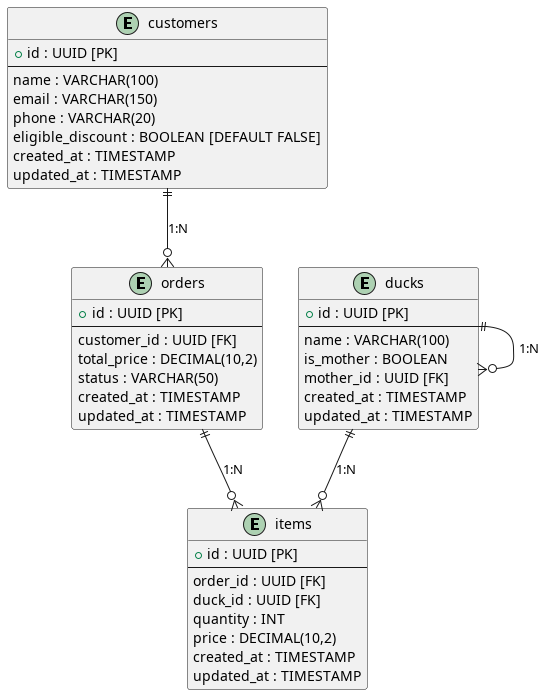 E customers
id : UUID [PK]
name : VARCHAR(100)
email : VARCHAR(150)
phone : VARCHAR(20)
eligible_discount : BOOLEAN [DEFAULT FALSE]
created_at : TIMESTAMP
updated_at : TIMESTAMP
1:N
E orders
id : UUID [PK]
customer_id : UUID [FK]
total_price : DECIMAL(10,2)
status : VARCHAR(50)
created_at : TIMESTAMP
updated_at : TIMESTAMP
E ducks
id : UUID [PK]
name : VARCHAR(100)
is_mother : BOOLEAN
mother_id : UUID [FK]
created_at : TIMESTAMP
updated_at : TIMESTAMP
1:N
1:N
1:N
E items
id : UUID [PK]
order_id : UUID [FK]
duck_id : UUID [FK]
quantity : INT
price : DECIMAL(10,2)
created_at : TIMESTAMP
updated_at : TIMESTAMP